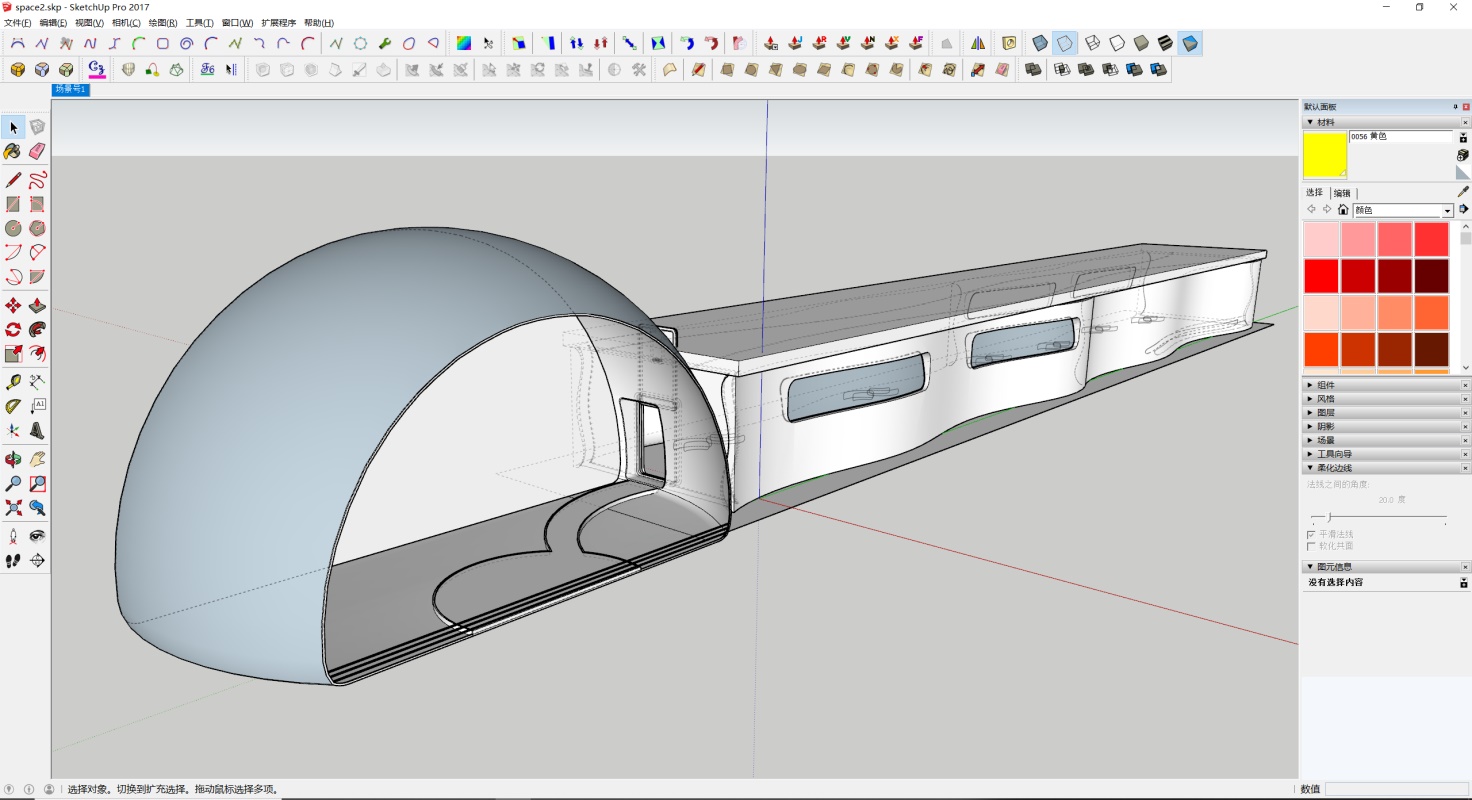 space2.skp - SketchUp Pro 2017
文件(F) 编辑(E) 视图(V) 相机(C) 绘图(R) 工具(T) 窗口(W) 扩展程序 帮助(H)
场景号1
默认面板
材料
0056 黄色
选择 编辑
颜色
组件
风格
图层
阴影
场景
工具向导
柔化边线
法线之间的角度:
20.0 度
平滑法线
软化共面
图元信息
没有选择内容
选择对象。切换到扩充选择。拖动鼠标选择多项。
数值